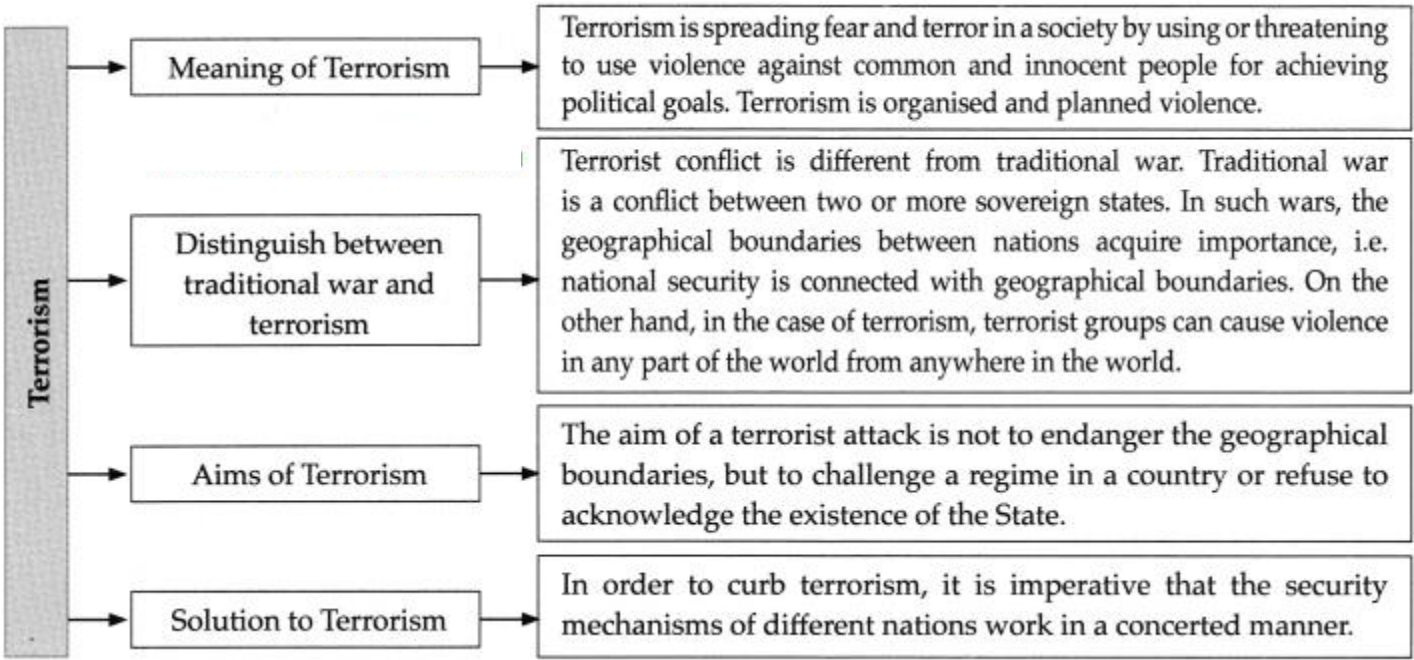 Terrorism
Meaning of Terrorism
Terrorism is spreading fear and terror in a society by using or threatening
to use violence against common and innocent people for achieving
political goals. Terrorism is organised and planned violence.
Distinguish between
traditional war and
terrorism
Terrorist conflict is different from traditional war. Traditional war
is a conflict between two or more sovereign states. In such wars, the
geographical boundaries between nations acquire importance, i.e.
national security is connected with geographical boundaries. On the
other hand, in the case of terrorism, terrorist groups can cause violence
in any part of the world from anywhere in the world.
Aims of Terrorism
The aim of a terrorist attack is not to endanger the geographical
boundaries, but to challenge a regime in a country or refuse to
acknowledge the existence of the State.
Solution to Terrorism
In order to curb terrorism, it is imperative that the security
mechanisms of different nations work in a concerted manner.